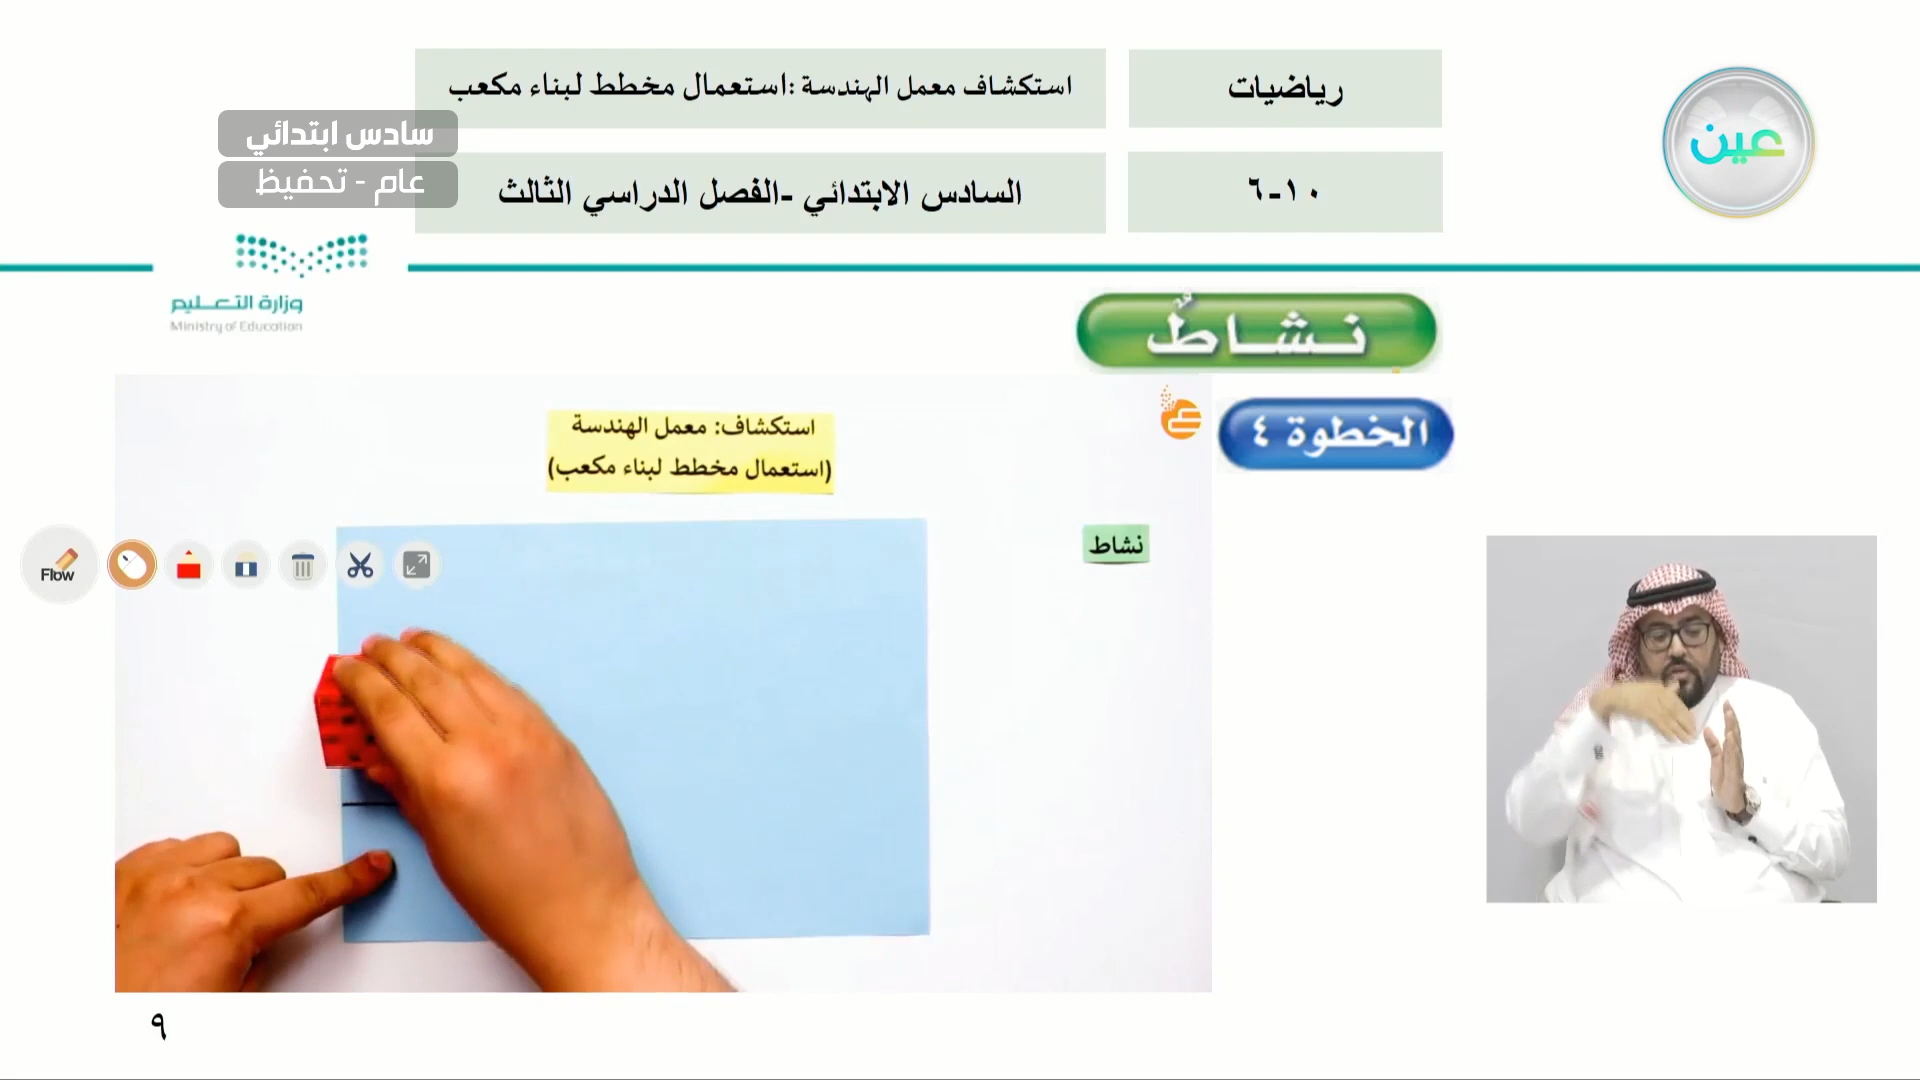 رياضيات
استكشاف معمل الهندسة :استعمال مخطط لبناء مكعب
سادس ابتدائي
عام - تحفيظ
١٠-٦
السادس الابتدائي -الفصل الدراسي الثالث
عين
وزارة التعليم
Ministry of Education
نشاطٌ
الخطوة ٤
استكشاف: معمل الهندسة
(استعمال مخطط لبناء مكعب)
نشاط
Flow
٩